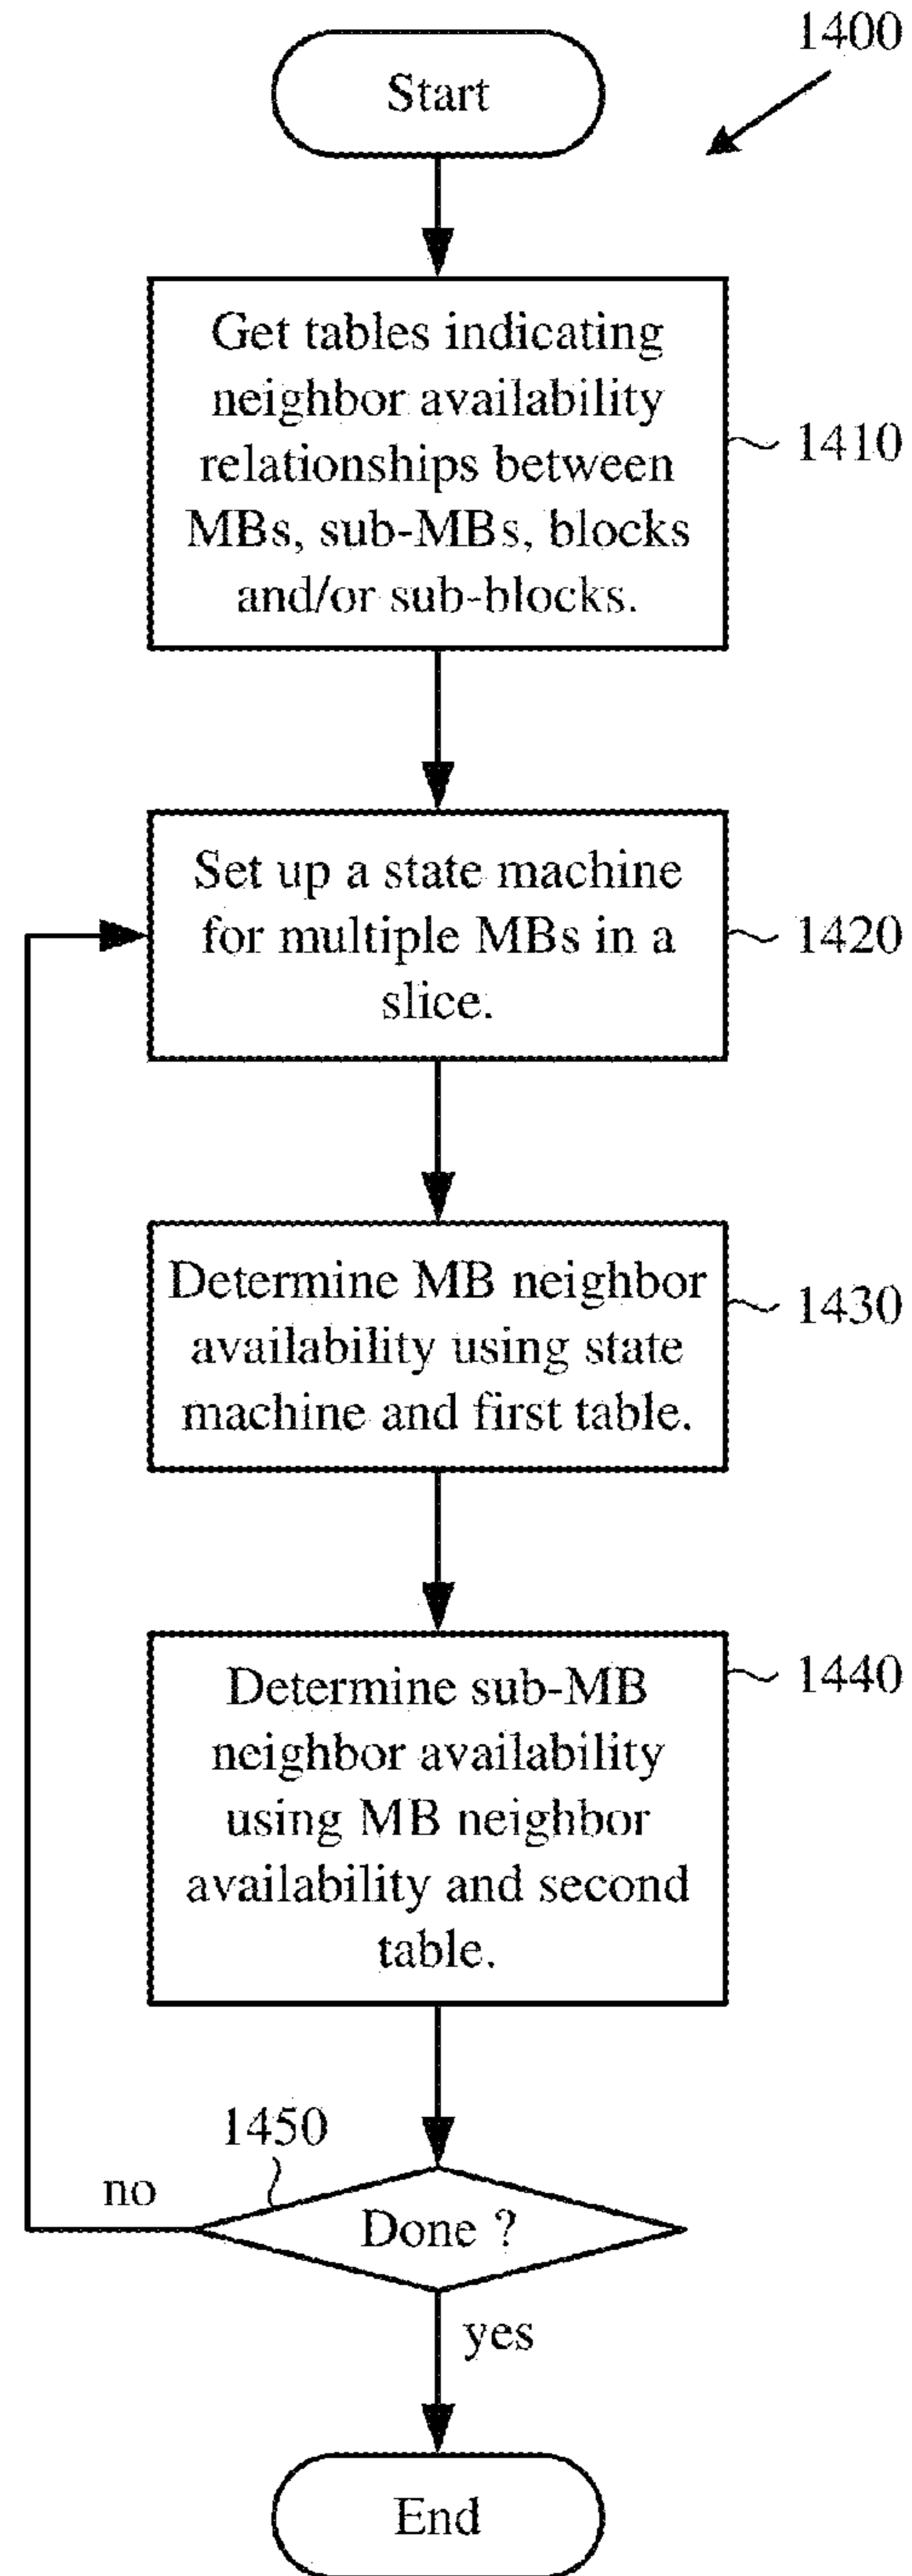 1400
Start
Get tables indicating
neighbor availability
relationships between
MBs, sub-MBs, blocks
and/or sub-blocks.
1410
Set up a state machine
for multiple MBs in a
slice.
1420
Determine MB neighbor
availability using state
machine and first table.
1430
Determine sub-MB
neighbor availability
using MB neighbor
availability and second
table.
1440
1450
no
Done ?
yes
End